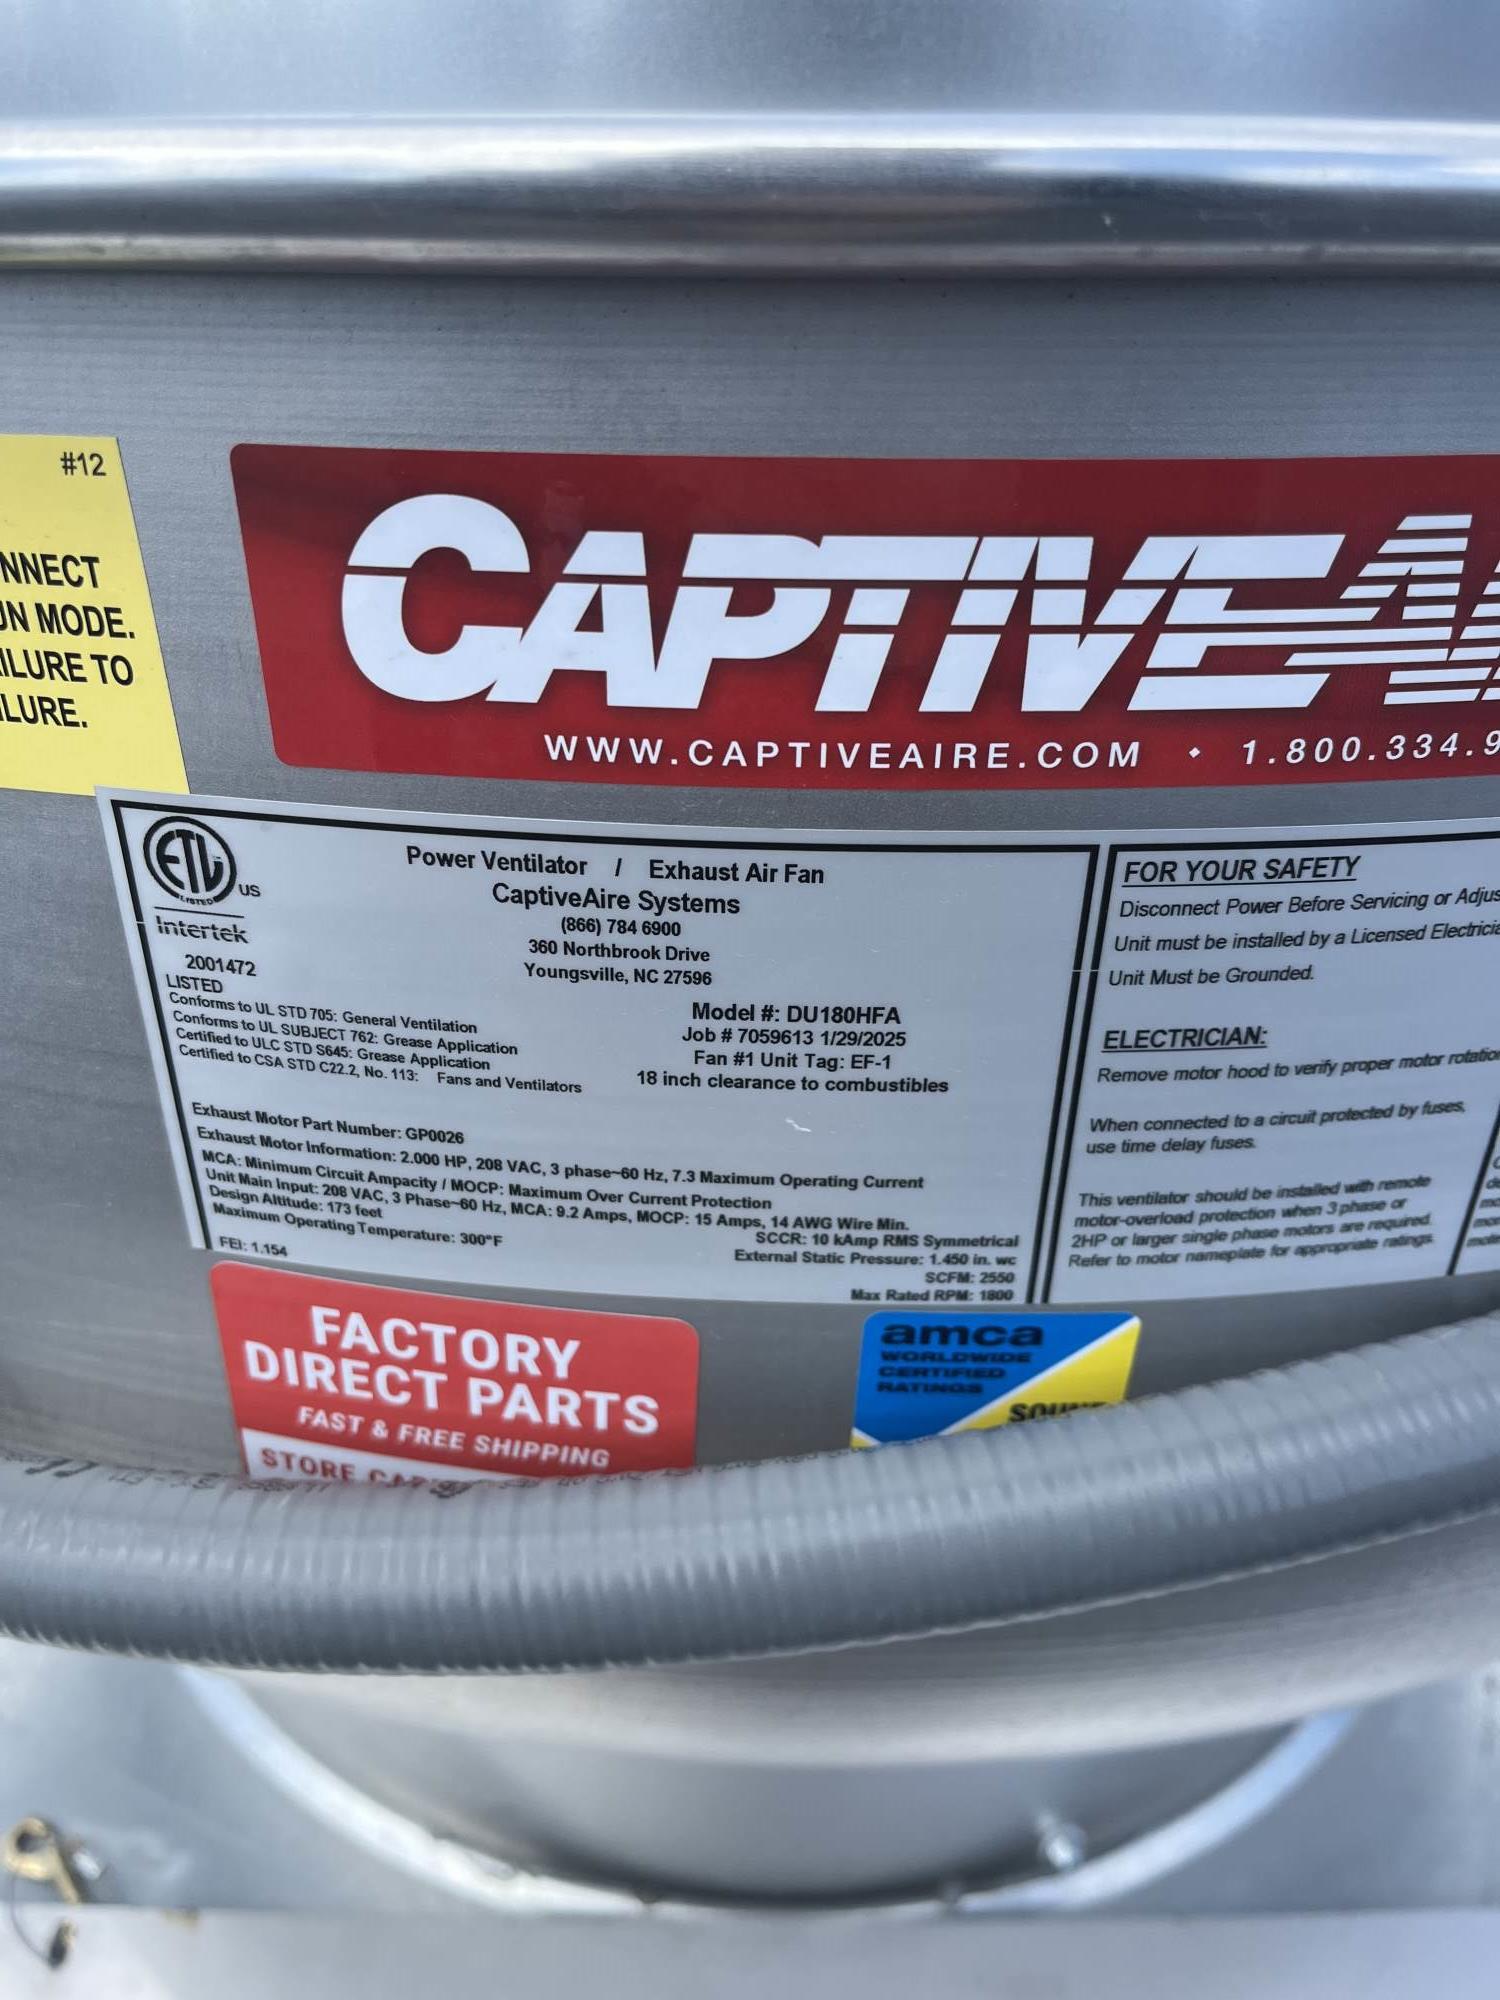 #12
NNECT
UN MODE.
ILURE TO
ILURE.
CAPTIVEA
WWW.CAPTIVEAIRE.COM • 1.800.334.9
ETL
LISTED
US
Intertek
2001472
LISTED
Conforms to UL STD 705: General Ventilation
Conforms to UL SUBJECT 762: Grease Application
Certified to ULC STD S645: Grease Application
Certified to CSA STD C22.2, No. 113: Fans and Ventilators
Power Ventilator / Exhaust Air Fan
CaptiveAire Systems
(866) 784 6900
360 Northbrook Drive
Youngsville, NC 27596
Model #: DU180HFA
Job # 7059613 1/29/2025
Fan #1 Unit Tag: EF-1
18 inch clearance to combustibles
Exhaust Motor Part Number: GP0026
Exhaust Motor Information: 2.000 HP, 208 VAC, 3 phase~60 Hz, 7.3 Maximum Operating Current
MCA: Minimum Circuit Ampacity / MOCP: Maximum Over Current Protection
Unit Main Input: 208 VAC, 3 Phase~60 Hz, MCA: 9.2 Amps, MOCP: 15 Amps, 14 AWG Wire Min.
Design Altitude: 173 feet
Maximum Operating Temperature: 300°F
FEI: 1.154
SCCR: 10 kAmp RMS Symmetrical
External Static Pressure: 1.450 in. wc
SCFM: 2550
Max Rated RPM: 1800
FOR YOUR SAFETY
Disconnect Power Before Servicing or Adjus
Unit must be installed by a Licensed Electricia
Unit Must be Grounded.
ELECTRICIAN:
Remove motor hood to verify proper motor rotation
When connected to a circuit protected by fuses,
use time delay fuses.
This ventilator should be installed with remote
motor-overload protection when 3 phase or
2HP or larger single phase motors are required.
Refer to motor nameplate for appropriate ratings.
FACTORY
DIRECT PARTS
FAST & FREE SHIPPING
STORE
amca
WORLDWIDE
CERTIFIED
RATINGS
SOUN